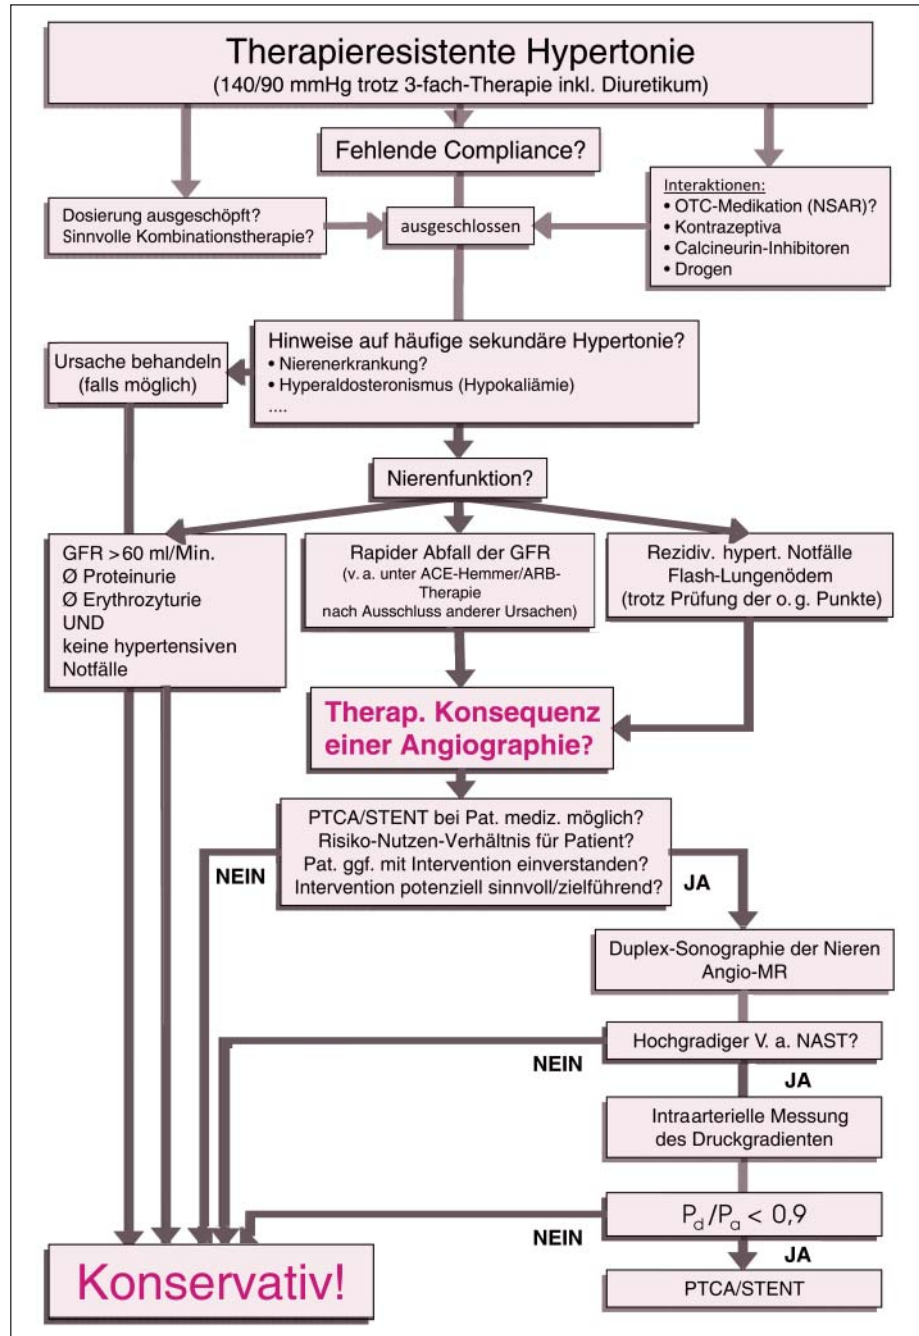 Therapieresistente Hypertonie
(140/90 mmHg trotz 3-fach-Therapie inkl. Diuretikum)
Fehlende Compliance?
Dosierung ausgeschöpft?
Sinnvolle Kombinationstherapie?
ausgeschlossen
Interaktionen:
• OTC-Medikation (NSAR)?
• Kontrazeptiva
• Calcineurin-Inhibitoren
• Drogen
Ursache behandeln
(falls möglich)
Hinweise auf häufige sekundäre Hypertonie?
• Nierenerkrankung?
• Hyperaldosteronismus (Hypokaliämie)
....
Nierenfunktion?
GFR >60 ml/Min.
Ø Proteinurie
Ø Erythrozyturie
UND
keine hypertensiven
Notfälle
Rapider Abfall der GFR
(v. a. unter ACE-Hemmer/ARB-
Therapie
nach Ausschluss anderer Ursachen)
Rezidiv. hypert. Notfälle
Flash-Lungenödem
(trotz Prüfung der o. g. Punkte)
Therap. Konsequenz
einer Angiographie?
PTCA/STENT bei Pat. mediz. möglich?
Risiko-Nutzen-Verhältnis für Patient?
Pat. ggf. mit Intervention einverstanden?
Intervention potenziell sinnvoll/zielführend?
NEIN
JA
Duplex-Sonographie der Nieren
Angio-MR
Hochgradiger V. a. NAST?
NEIN
JA
Intraarterielle Messung
des Druckgradienten
Pd/Pa < 0,9
NEIN
JA
PTCA/STENT
Konservativ!